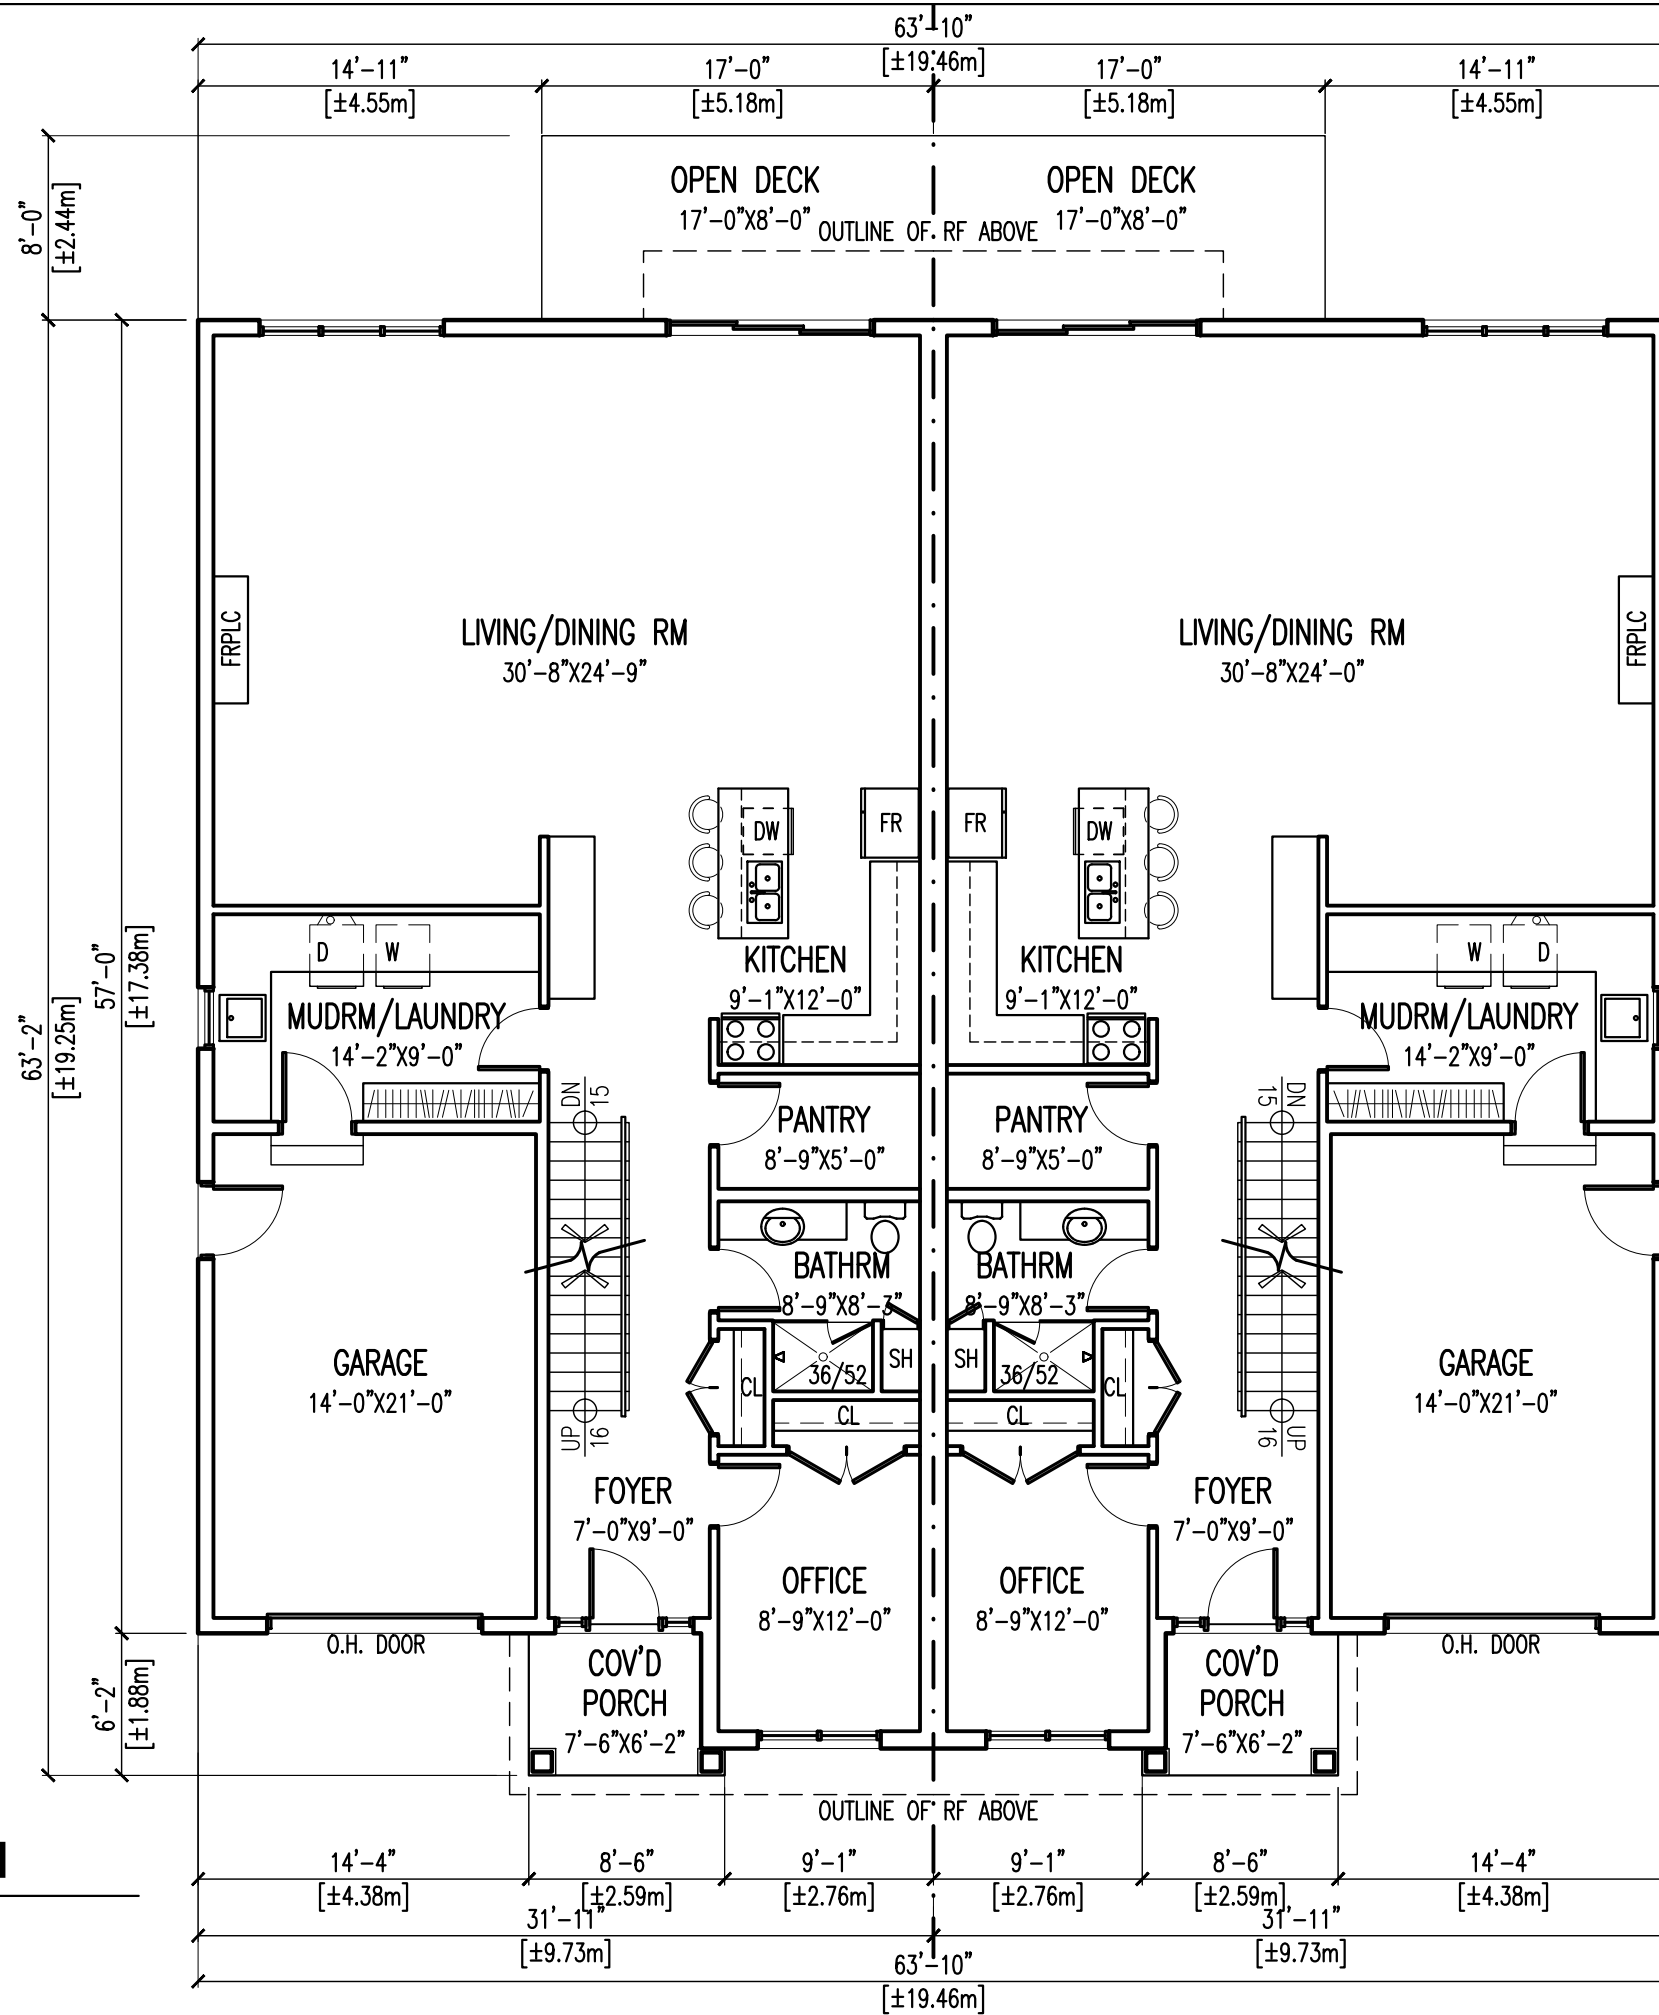 63'-10"
[±19.46m]
14'-11"
[±4.55m]
17'-0"
[±5.18m]
17'-0"
[±5.18m]
14'-11"
[±4.55m]
8'-0"
[±2.44m]
OPEN DECK
17'-0"X8'-0"
OPEN DECK
17'-0"X8'-0"
OUTLINE OF RF ABOVE
LIVING/DINING RM
30'-8"X24'-9"
LIVING/DINING RM
30'-8"X24'-0"
FRPLC
FRPLC
DW
FR
FR
DW
D
W
W
D
KITCHEN
9'-1"X12'-0"
KITCHEN
9'-1"X12'-0"
MUDRM/LAUNDRY
14'-2"X9'-0"
MUDRM/LAUNDRY
14'-2"X9'-0"
57'-0"
[±17.38m]
63'-2"
[±19.25m]
DN
15
DN
15
PANTRY
8'-9"X5'-0"
PANTRY
8'-9"X5'-0"
BATHRM
8'-9"X8'-3"
BATHRM
8'-9"X8'-3"
36/52
SH
SH
36/52
CL
CL
CL
CL
GARAGE
14'-0"X21'-0"
GARAGE
14'-0"X21'-0"
UP
16
UP
16
FOYER
7'-0"X9'-0"
FOYER
7'-0"X9'-0"
OFFICE
8'-9"X12'-0"
OFFICE
8'-9"X12'-0"
O.H. DOOR
O.H. DOOR
COV'D
PORCH
7'-6"X6'-2"
COV'D
PORCH
7'-6"X6'-2"
6'-2"
[±1.88m]
OUTLINE OF RF ABOVE
14'-4"
[±4.38m]
8'-6"
[±2.59m]
9'-1"
[±2.76m]
9'-1"
[±2.76m]
8'-6"
[±2.59m]
14'-4"
[±4.38m]
31'-11"
[±9.73m]
31'-11"
[±9.73m]
63'-10"
[±19.46m]